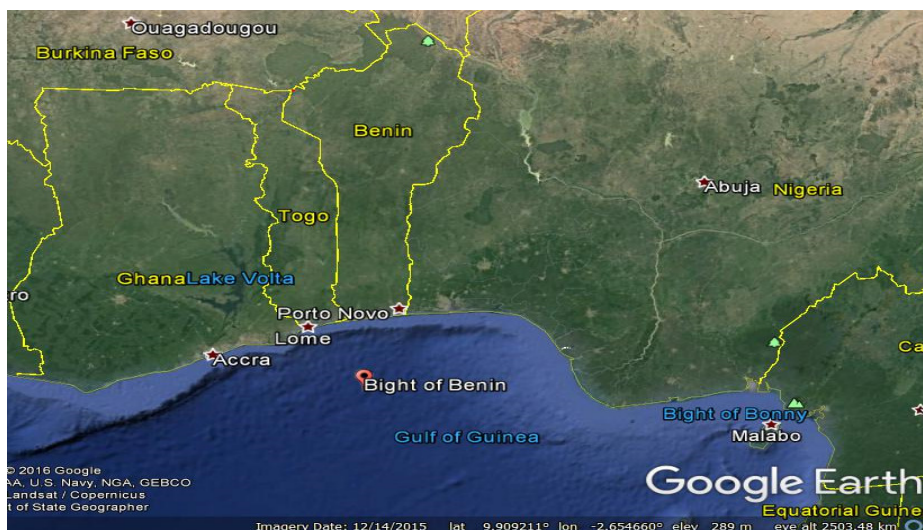 Ouagadougou
Burkina Faso
Benin
Abuja
Nigeria
Togo
Ghana
Lake Volta
ro
Porto Novo
Lome
Accra
Ca
Bight of Benin
Bight of Bonny
Gulf of Guinea
Malabo
© 2016 Google
AA, U.S. Navy, NGA, GEBCO
Landsat / Copernicus
t of State Geographer
Google Earth
Equatorial Guine
Imagery Date: 12/14/2015 lat 9.909211° lon -2.654660° elev 289 m eye alt 2503.48 km